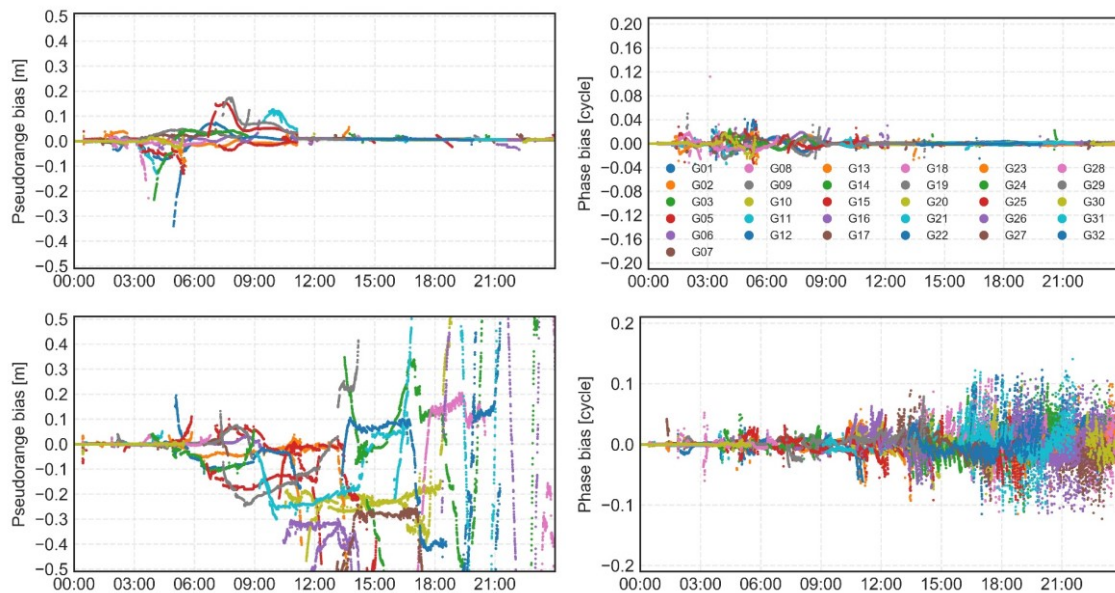 Pseudorange bias [m]
0.5
0.4
0.3
0.2
0.1
0.0
−0.1
−0.2
−0.3
−0.4
−0.5
00:00 03:00 06:00 09:00 12:00 15:00 18:00 21:00
Phase bias [cycle]
0.20
0.16
0.12
0.08
0.04
0.00
−0.04
−0.08
−0.12
−0.16
−0.20
G01 G08 G13 G18 G23 G28
G02 G09 G14 G19 G24 G29
G03 G10 G15 G20 G25 G30
G05 G11 G16 G21 G26 G31
G06 G12 G17 G22 G27 G32
G07
00:00 03:00 06:00 09:00 12:00 15:00 18:00 21:00
Pseudorange bias [m]
0.5
0.4
0.3
0.2
0.1
0.0
−0.1
−0.2
−0.3
−0.4
−0.5
00:00 03:00 06:00 09:00 12:00 15:00 18:00 21:00
Phase bias [cycle]
0.2
0.1
0.0
−0.1
−0.2
00:00 03:00 06:00 09:00 12:00 15:00 18:00 21:00